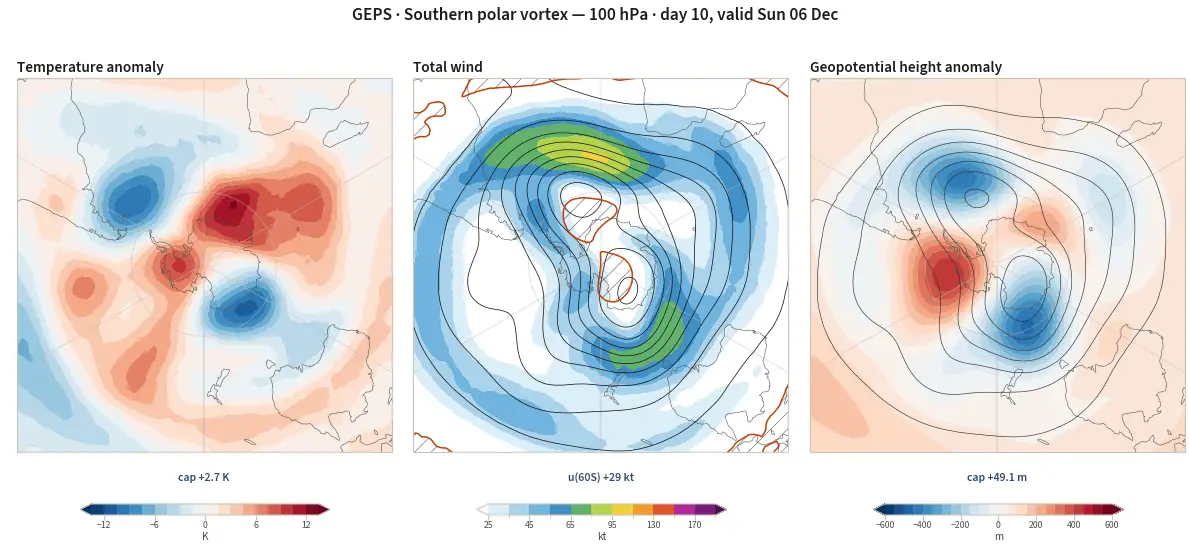 GEPS · Southern polar vortex — 100 hPa · day 10, valid Sun 06 Dec
Temperature anomaly
Total wind
Geopotential height anomaly
cap +2.7 K
u(60S) +29 kt
cap +49.1 m
−12 −6 0 6 12
K
25 45 65 95 130 170
kt
−600 −400 −200 0 200 400 600
m